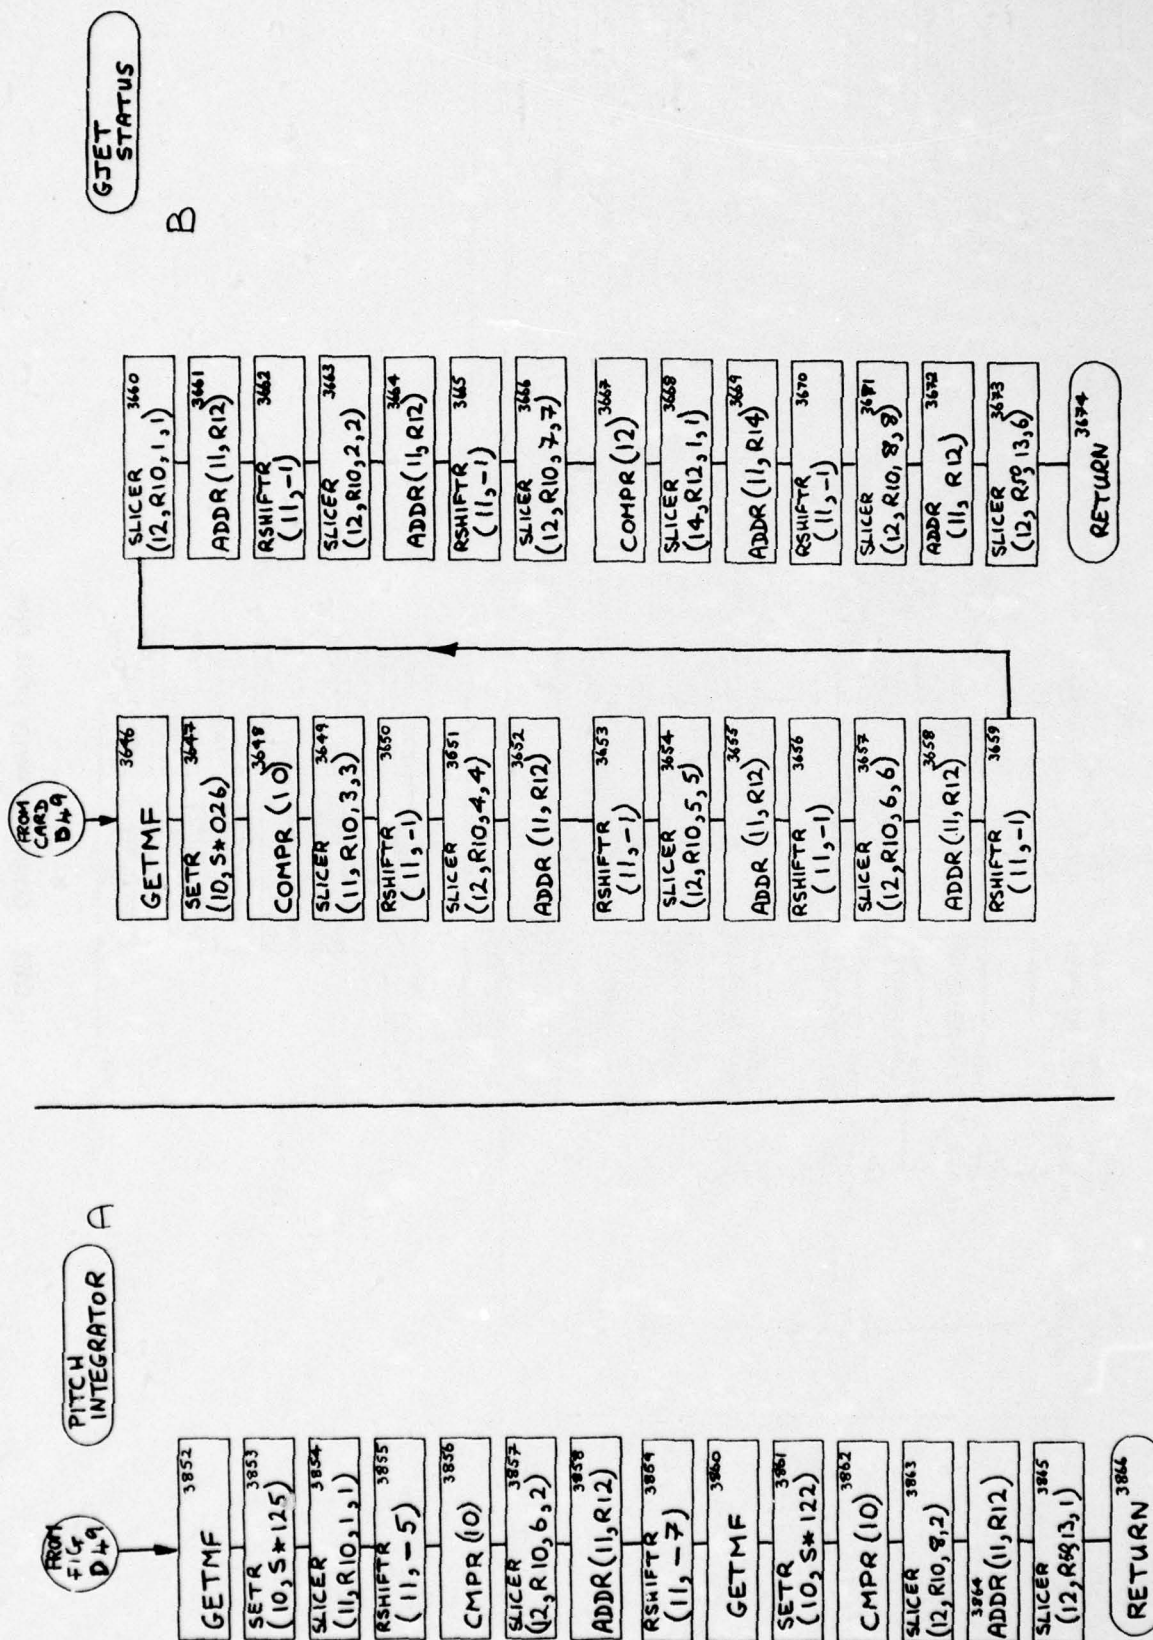 PITCH
INTEGRATOR
A
FROM
FIG
D49
GETMF 3852
SETR 3853
(10, S*125)
SLICER 3854
(11, R10, 1, 1)
RSHIFTR 3855
(11, -5)
CMPR (10) 3856
SLICER 3857
(12, R10, 6, 2)
ADDR (11, R12) 3858
RSHIFTR 3859
(11, -7)
GETMF 3860
SETR 3861
(10, S*122)
CMPR (10) 3862
SLICER 3863
(12, R10, 8, 2)
3864
ADDR (11, R12)
SLICER 3865
13, 1)
RETURN 3866
GJET
STATUS
B
FROM
CARD
D49
GETMF 3646
SETR 3647
(10, S*026)
COMPR (10) 3648
SLICER 3649
(11, R10, 3, 3)
RSHIFTR 3650
(11, -1)
SLICER 3651
(12, R10, 4, 4)
ADDR (11, R12) 3652
RSHIFTR 3653
(11, -1)
SLICER 3654
(12, R10, 5, 5)
ADDR (11, R12) 3655
RSHIFTR 3656
(11, -1)
SLICER 3657
(12, R10, 6, 6)
ADDR (11, R12) 3658
RSHIFTR 3659
(11, -1)
SLICER 3660
(12, R10, 1, 1)
ADDR (11, R12) 3661
RSHIFTR 3662
(11, -1)
SLICER 3663
(12, R10, 2, 2)
ADDR (11, R12) 3664
RSHIFTR 3665
(11, -1)
SLICER 3666
(12, R10, 7, 7)
COMPR (12) 3667
SLICER 3668
(14, R12, 1, 1)
ADDR (11, R14) 3669
RSHIFTR 3670
(11, -1)
SLICER 3671
(12, R10, 8, 8)
ADDR 3672
(11, R12)
SLICER 3673
(12, R50, 13, 6)
RETURN 3674